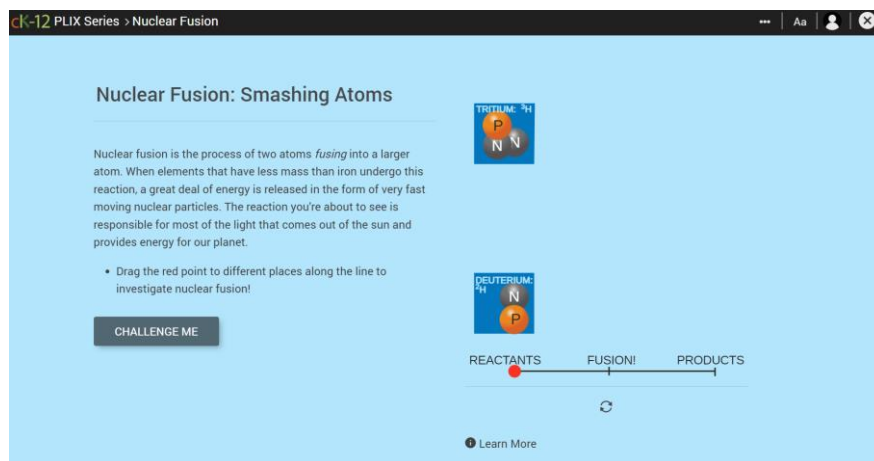 cK-12 PLIX Series > Nuclear Fusion
••• | Aa
Nuclear Fusion: Smashing Atoms
Nuclear fusion is the process of two atoms fusing into a larger
atom. When elements that have less mass than iron undergo this
reaction, a great deal of energy is released in the form of very fast
moving nuclear particles. The reaction you're about to see is
responsible for most of the light that comes out of the sun and
provides energy for our planet.
• Drag the red point to different places along the line to
investigate nuclear fusion!
CHALLENGE ME
TRITIUM: ³H
P
N N
DEUTERIUM:
²H
N
P
REACTANTS FUSION! PRODUCTS
Learn More